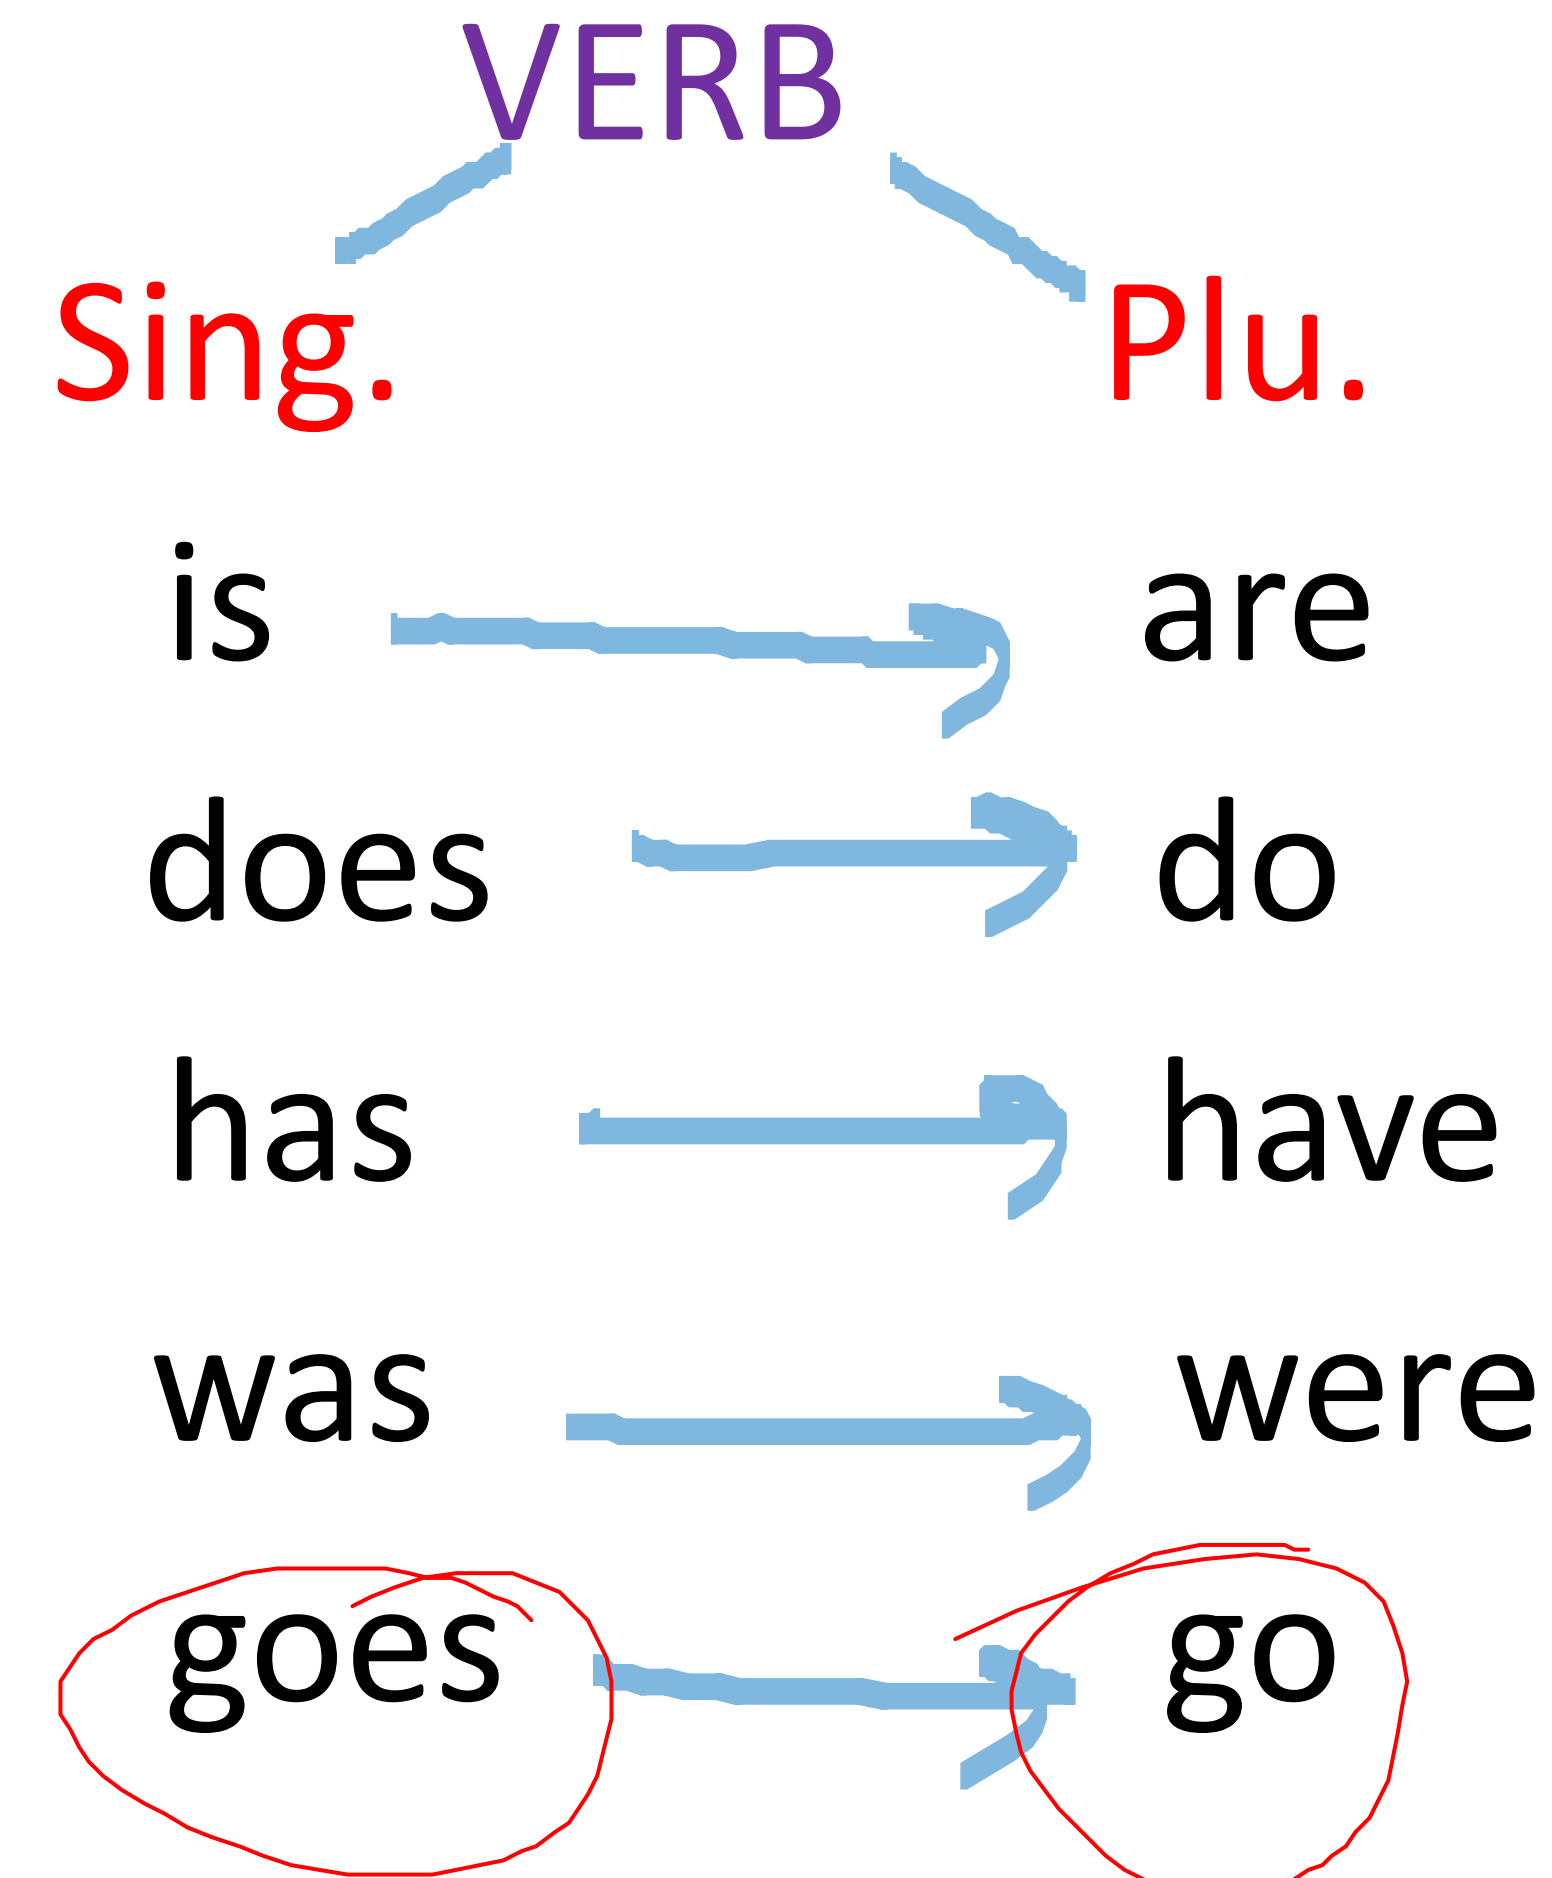 VERB
Sing. Plu.
is are
does do
has have
was were
goes go